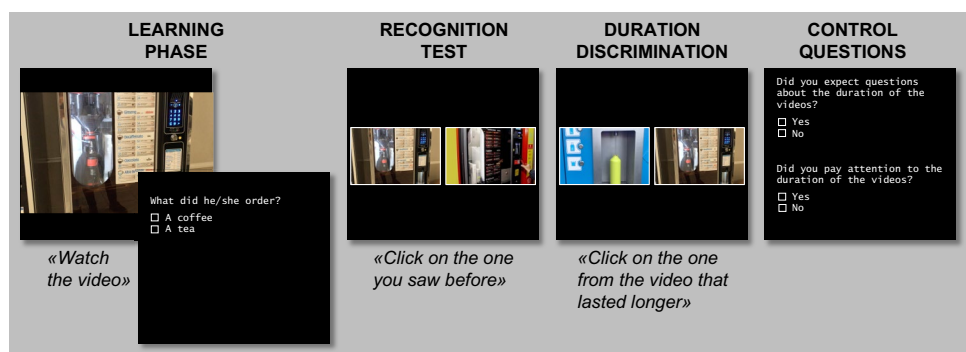 LEARNING
PHASE
RECOGNITION
TEST
DURATION
DISCRIMINATION
CONTROL
QUESTIONS
What did he/she order?
☐ A coffee
☐ A tea
«Watch
the video»
«Click on the one
you saw before»
«Click on the one
from the video that
lasted longer»
Did you expect questions
about the duration of the
videos?
☐ Yes
☐ No
Did you pay attention to the
duration of the videos?
☐ Yes
☐ No